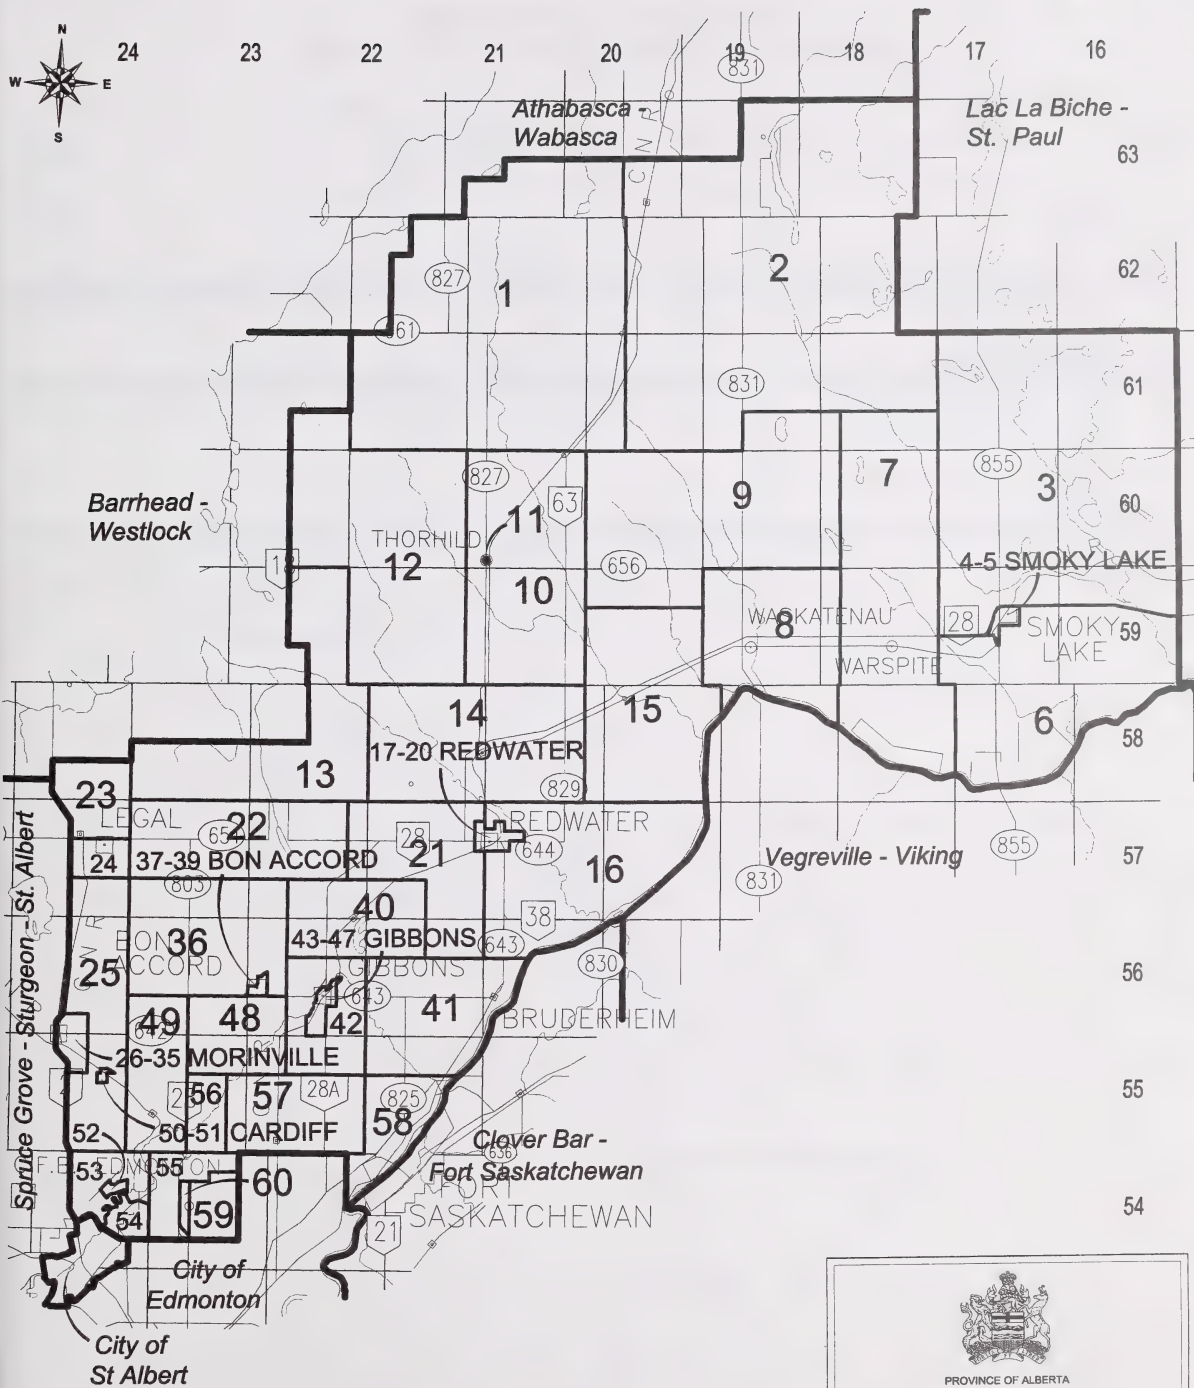 N
W E
S
24 23 22 21 20 19 18 17 16
831
Athabasca -
Wabasca
Lac La Biche -
St. Paul
63
C N R
62
827
1
2
661
61
831
Barrhead -
Westlock
827
63
11
9
7
855
3
60
THORHILD
12
18
10
656
4-5 SMOKY LAKE
WASKATENAU
8
28
SMOKY
LAKE
59
WARSPITE
14
15
6
58
17-20 REDWATER
13
829
23
LEGAL
22
28
21
REDWATER
644
16
855
57
24
37-39 BON ACCORD
803
Vegreville - Viking
831
Spruce Grove - Sturgeon - St. Albert
40
38
36
BON
ACCORD
43-47 GIBBONS
643
GIBBONS
830
25
56
643
41
49
48
42
BRUDERHEIM
642
26-35 MORINVILLE
2
56
57
28A
825
55
58
52
50-51 CARDIFF
Clover Bar -
Fort Saskatchewan
636
53
C.F.B. EDMONTON
55
60
FORT
SASKATCHEWAN
54
59
54
21
City of
Edmonton
City of
St Albert
PROVINCE OF ALBERTA